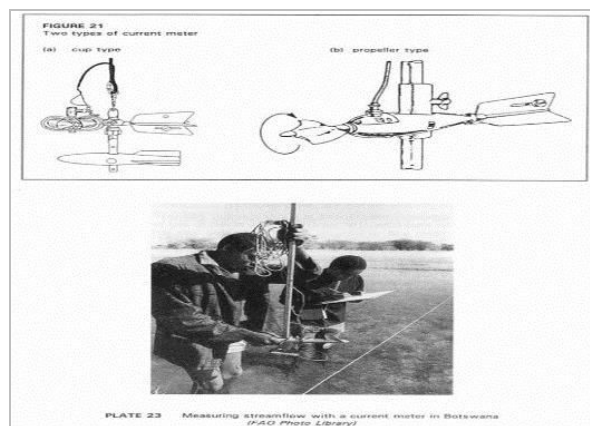 FIGURE 21
Two types of current meter
(a) cup type
(b) propeller type
PLATE 23 Measuring streamflow with a current meter in Botswana
(FAO Photo Library)